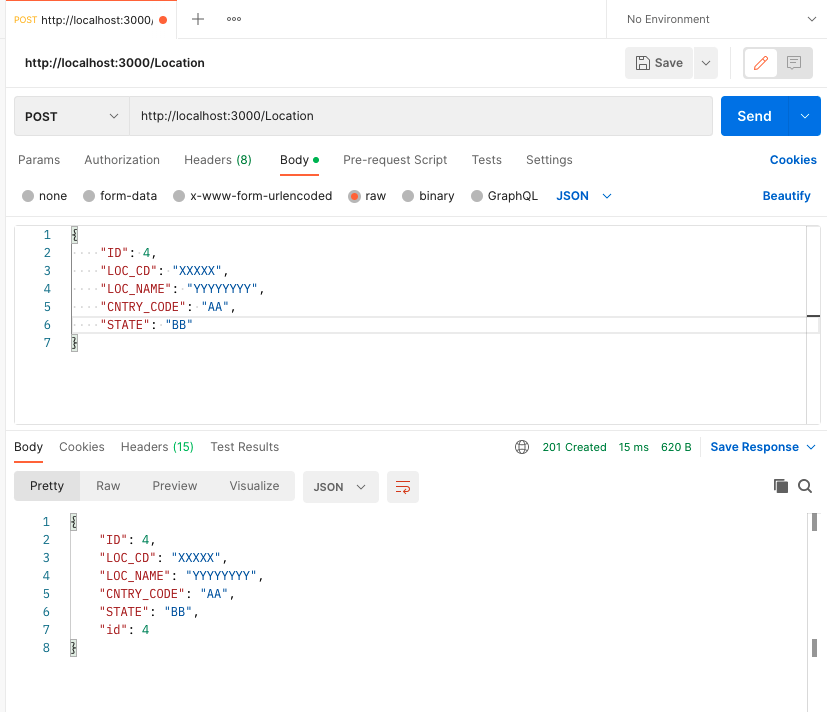 POST http://localhost:3000/ No Environment
http://localhost:3000/Location Save
POST http://localhost:3000/Location Send
Params Authorization Headers (8) Body Pre-request Script Tests Settings Cookies
none form-data x-www-form-urlencoded raw binary GraphQL JSON Beautify
1 {
2 "ID": 4,
3 "LOC_CD": "XXXXX",
4 "LOC_NAME": "YYYYYYYY",
5 "CNTRY_CODE": "AA",
6 "STATE": "BB"
7 }
Body Cookies Headers (15) Test Results 201 Created 15 ms 620 B Save Response
Pretty Raw Preview Visualize JSON
1 {
2 "ID": 4,
3 "LOC_CD": "XXXXX",
4 "LOC_NAME": "YYYYYYYY",
5 "CNTRY_CODE": "AA",
6 "STATE": "BB",
7 "id": 4
8 }